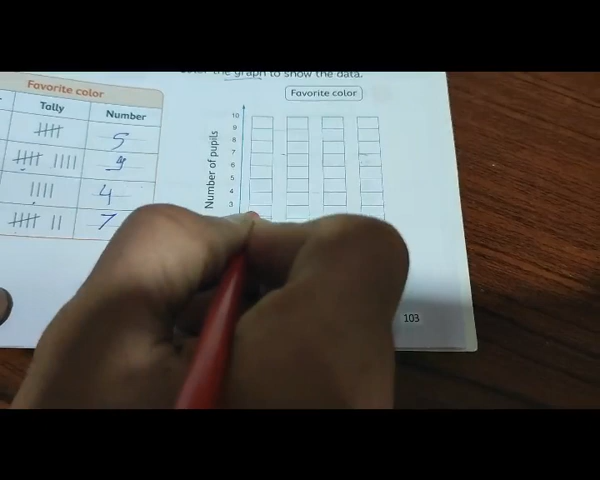 the graph to show the data.
Favorite color
Tally Number
5
9
4
7
Favorite color
Number of pupils
10
9
8
7
6
5
4
3
103